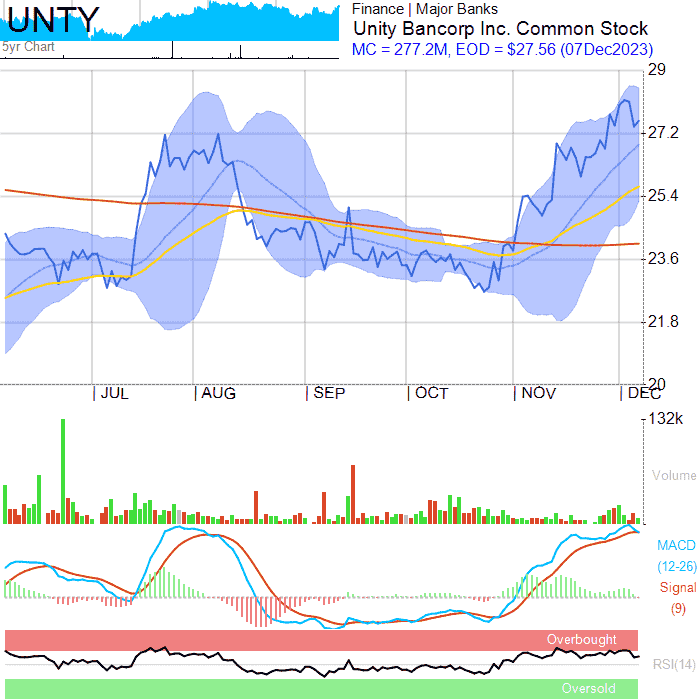 UNTY
5yr Chart
Finance | Major Banks
Unity Bancorp Inc. Common Stock
MC = 277.2M, EOD = $27.56 (07Dec2023)
29
27.2
25.4
23.6
21.8
20
JUL AUG SEP OCT NOV DEC
132k
Volume
MACD
(12-26)
Signal
(9)
Overbought
RSI(14)
Oversold